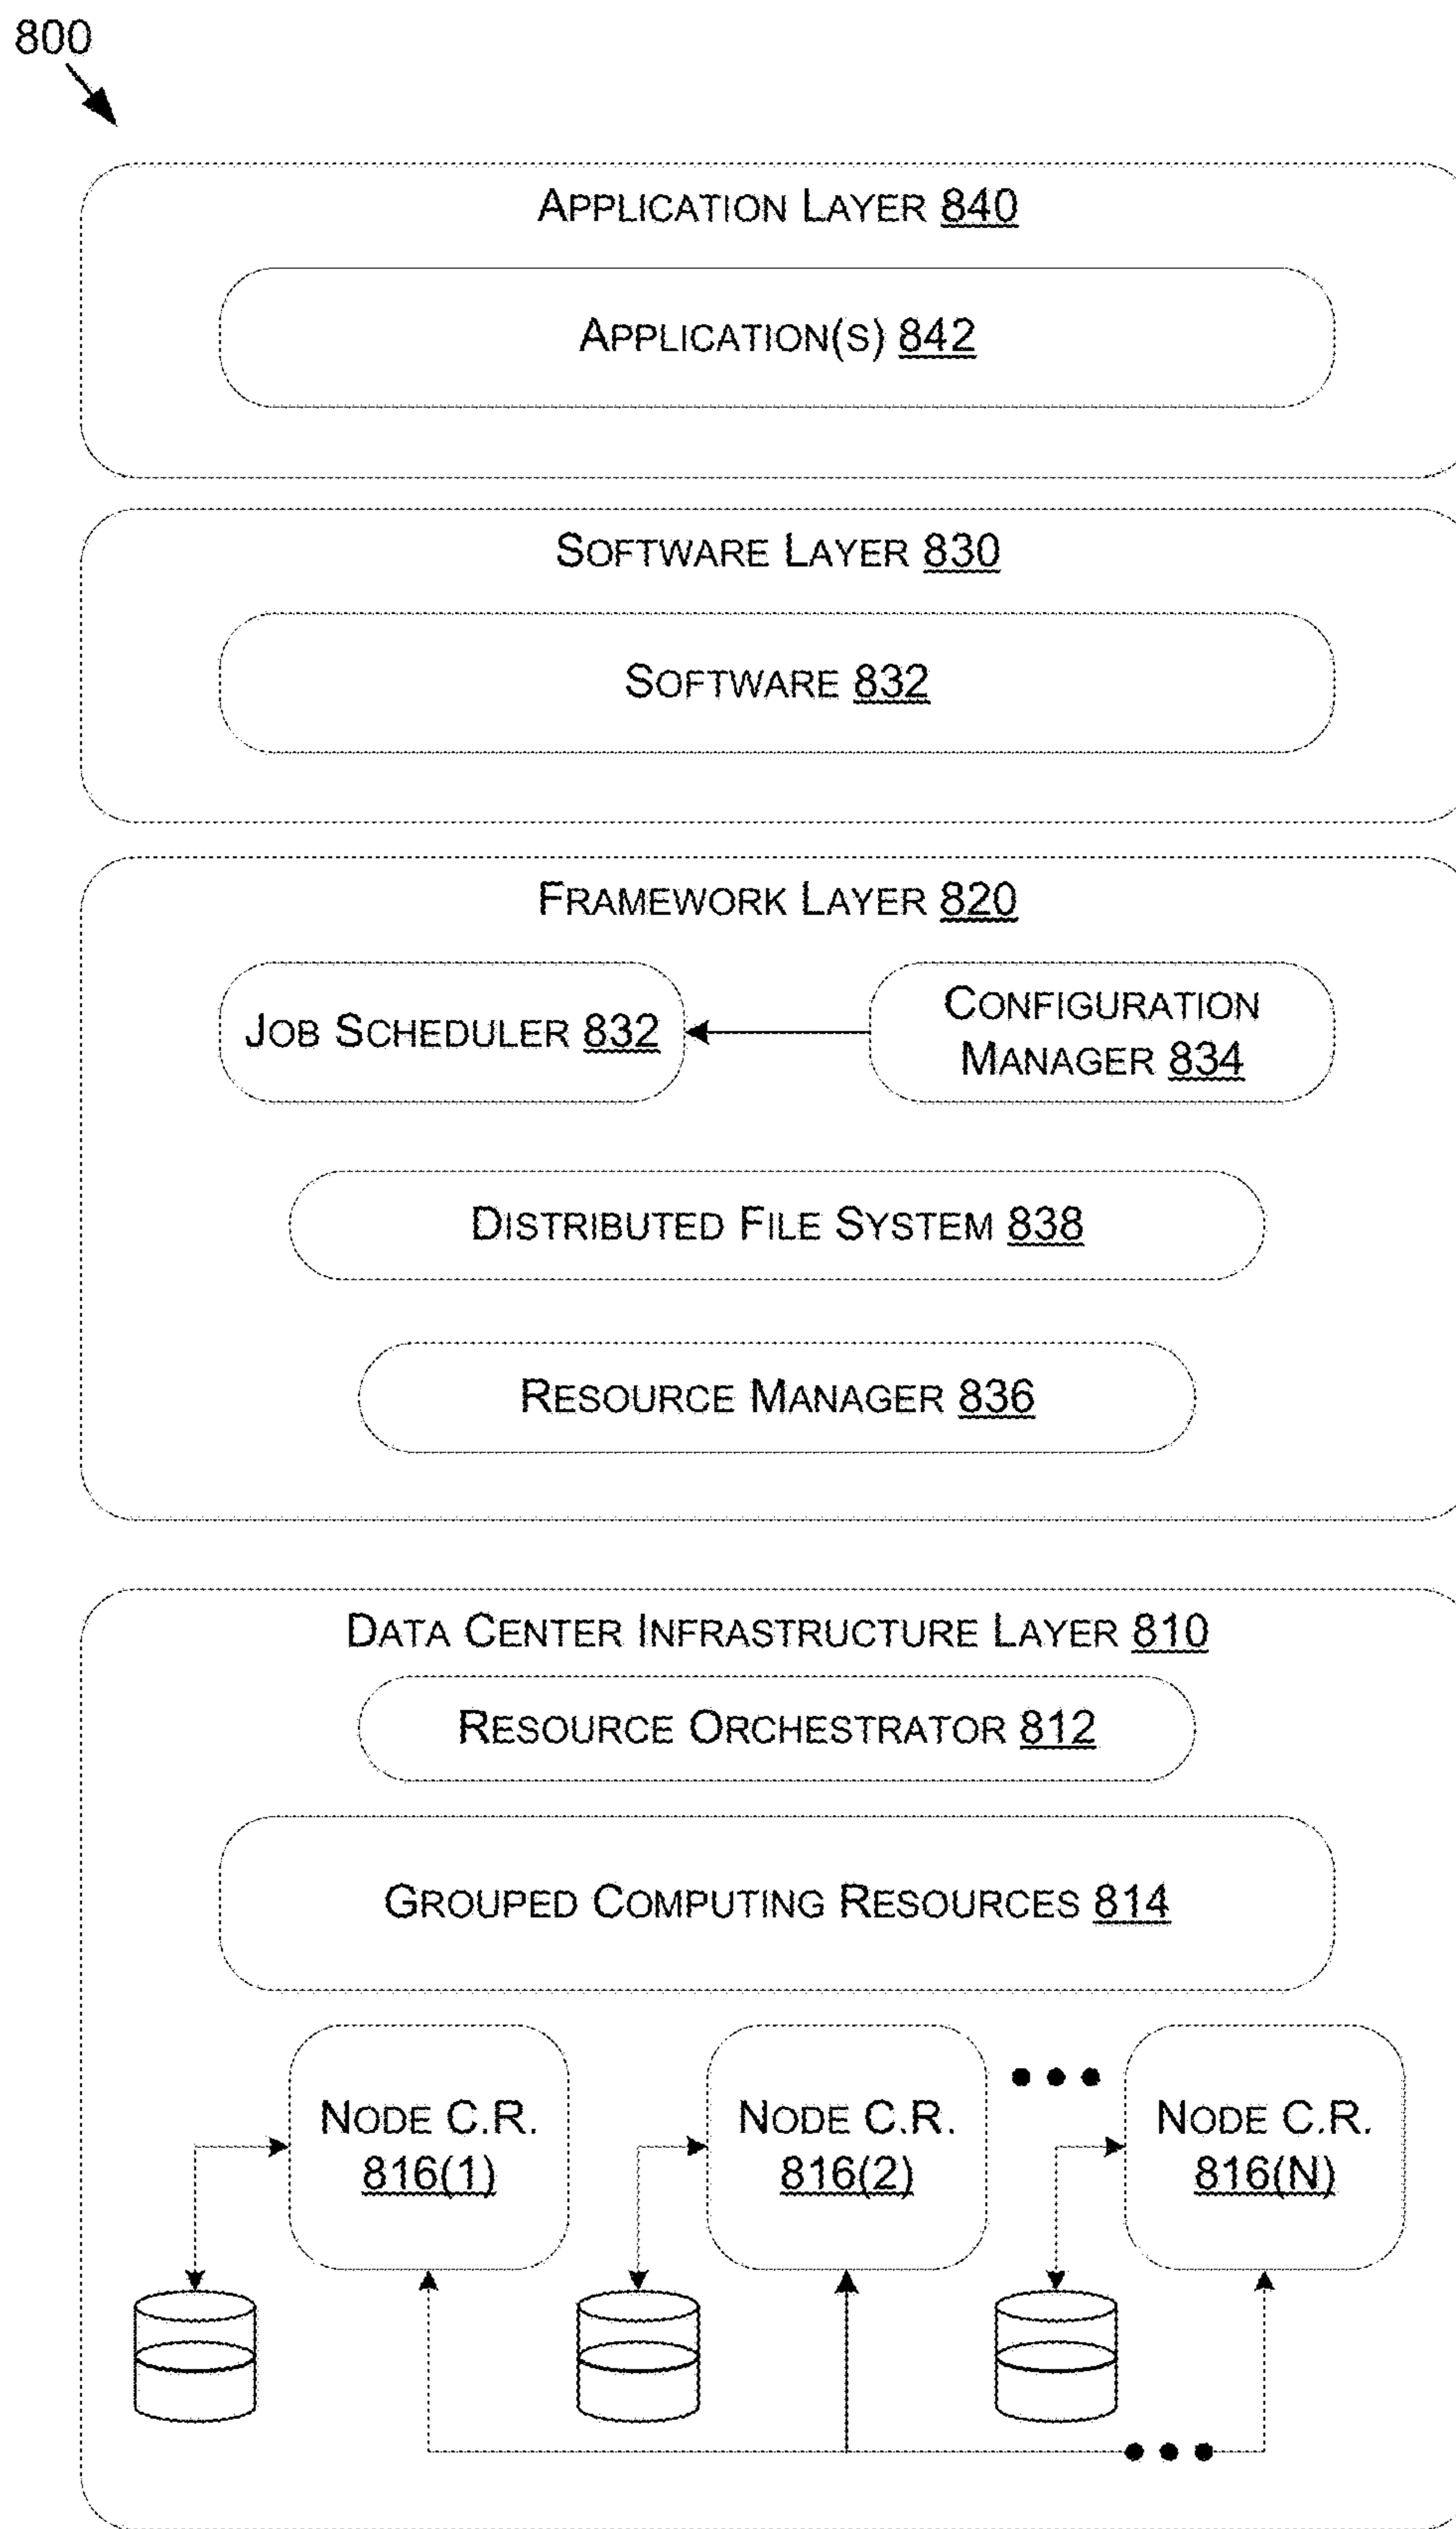 800
APPLICATION LAYER 840
APPLICATION(S) 842
SOFTWARE LAYER 830
SOFTWARE 832
FRAMEWORK LAYER 820
JOB SCHEDULER 832
CONFIGURATION
MANAGER 834
DISTRIBUTED FILE SYSTEM 838
RESOURCE MANAGER 836
DATA CENTER INFRASTRUCTURE LAYER 810
RESOURCE ORCHESTRATOR 812
GROUPED COMPUTING RESOURCES 814
NODE C.R.
816(1)
NODE C.R.
816(2)
NODE C.R.
816(N)